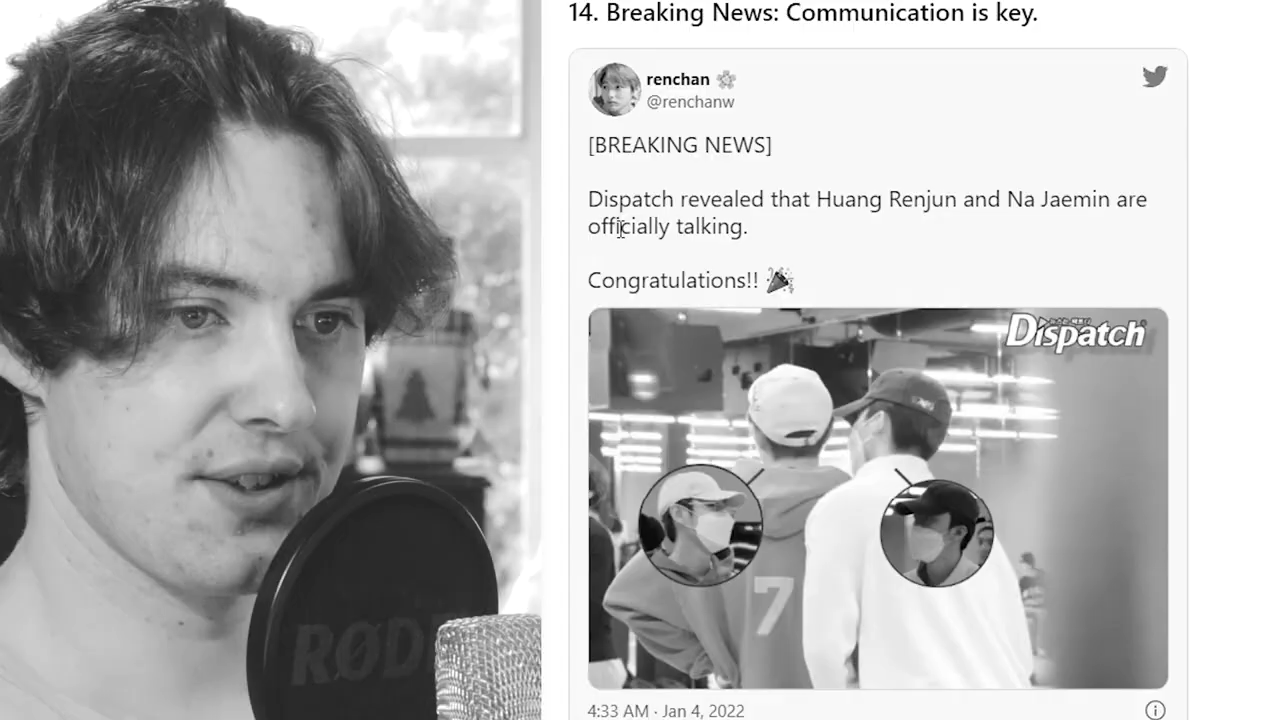 14. Breaking News: Communication is key.
renchan
@renchanw
[BREAKING NEWS]
Dispatch revealed that Huang Renjun and Na Jaemin are
officially talking.
Congratulations!!
Dispatch
7
RØDE
4:33 AM · Jan 4, 2022